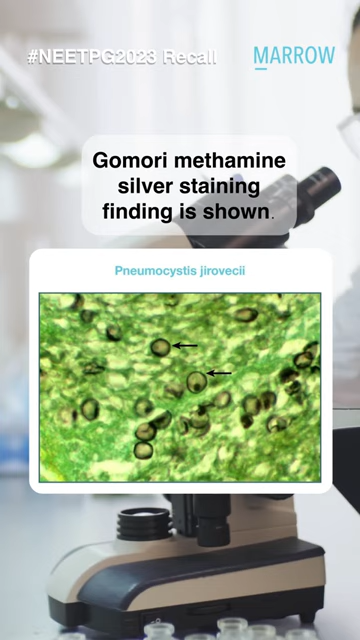 #NEETPG2023 Recall
MARROW
Gomori methamine
silver staining
finding is shown.
Pneumocystis jirovecii